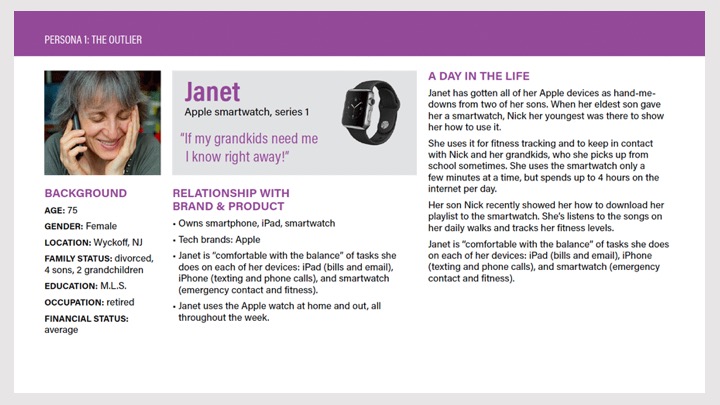 PERSONA 1: THE OUTLIER
Janet
Apple smartwatch, series 1
“If my grandkids need me
I know right away!”
BACKGROUND
AGE: 75
GENDER: Female
LOCATION: Wyckoff, NJ
FAMILY STATUS: divorced,
4 sons, 2 grandchildren
EDUCATION: M.L.S.
OCCUPATION: retired
FINANCIAL STATUS:
average
RELATIONSHIP WITH
BRAND & PRODUCT
• Owns smartphone, iPad, smartwatch
• Tech brands: Apple
• Janet is “comfortable with the balance” of tasks she
does on each of her devices: iPad (bills and email),
iPhone (texting and phone calls), and smartwatch
(emergency contact and fitness).
• Janet uses the Apple watch at home and out, all
throughout the week.
A DAY IN THE LIFE
Janet has gotten all of her Apple devices as hand-me-
downs from two of her sons. When her eldest son gave
her a smartwatch, Nick her youngest was there to show
her how to use it.
She uses it for fitness tracking and to keep in contact
with Nick and her grandkids, who she picks up from
school sometimes. She uses the smartwatch only a
few minutes at a time, but spends up to 4 hours on the
internet per day.
Her son Nick recently showed her how to download her
playlist to the smartwatch. She’s listens to the songs on
her daily walks and tracks her fitness levels.
Janet is “comfortable with the balance” of tasks she does
on each of her devices: iPad (bills and email), iPhone
(texting and phone calls), and smartwatch (emergency
contact and fitness).